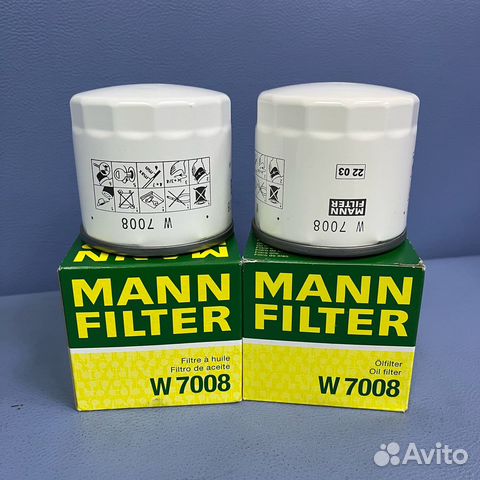 W 7008
22 03
MANN
FILTER
W 7008
MANN
FILTER
Filtre à huile
Filtro de aceite
W 7008
MANN
FILTER
Ölfilter
Oil filter
W 7008
Avito